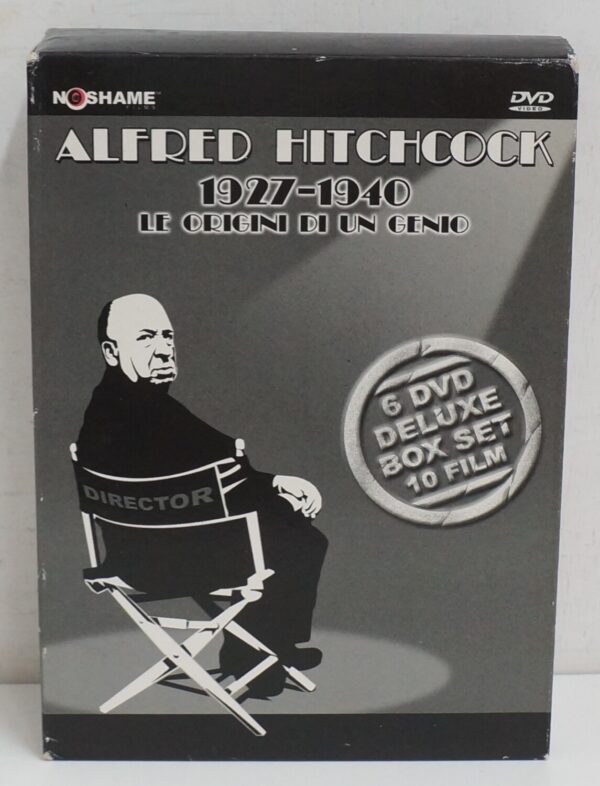 NOSHAME
FILMS
DVD
VIDEO
ALFRED HITCHCOCK
1927-1940
LE ORIGINI DI UN GENIO
6 DVD
DELUXE
BOX SET
10 FILM
DIRECTOR